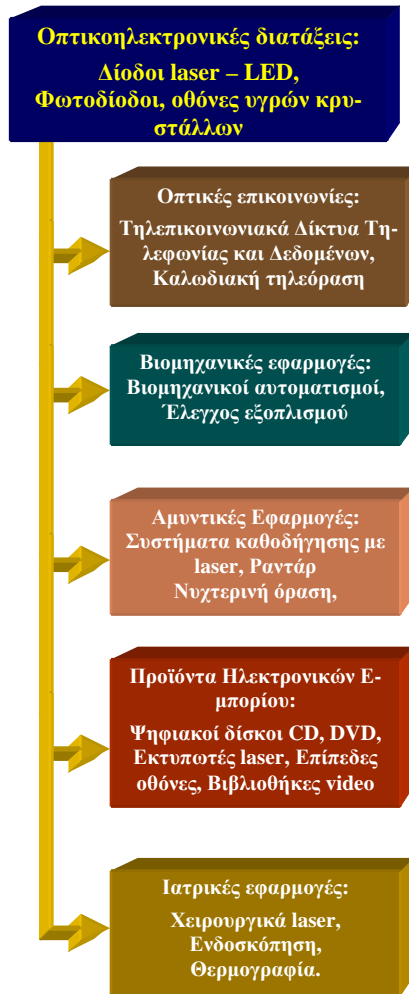 Οπτικοηλεκτρονικές διατάξεις:
Δίοδοι laser – LED,
Φωτοδίοδοι, οθόνες υγρών κρυ-
στάλλων
Οπτικές επικοινωνίες:
Τηλεπικοινωνιακά Δίκτυα Τη-
λεφωνίας και Δεδομένων,
Καλωδιακή τηλεόραση
Βιομηχανικές εφαρμογές:
Βιομηχανικοί αυτοματισμοί,
Έλεγχος εξοπλισμού
Αμυντικές Εφαρμογές:
Συστήματα καθοδήγησης με
laser, Ραντάρ
Νυχτερινή όραση,
Προϊόντα Ηλεκτρονικών Ε-
μπορίου:
Ψηφιακοί δίσκοι CD, DVD,
Εκτυπωτές laser, Επίπεδες
οθόνες, Βιβλιοθήκες video
Ιατρικές εφαρμογές:
Χειρουργικά laser,
Ενδοσκόπηση,
Θερμογραφία.